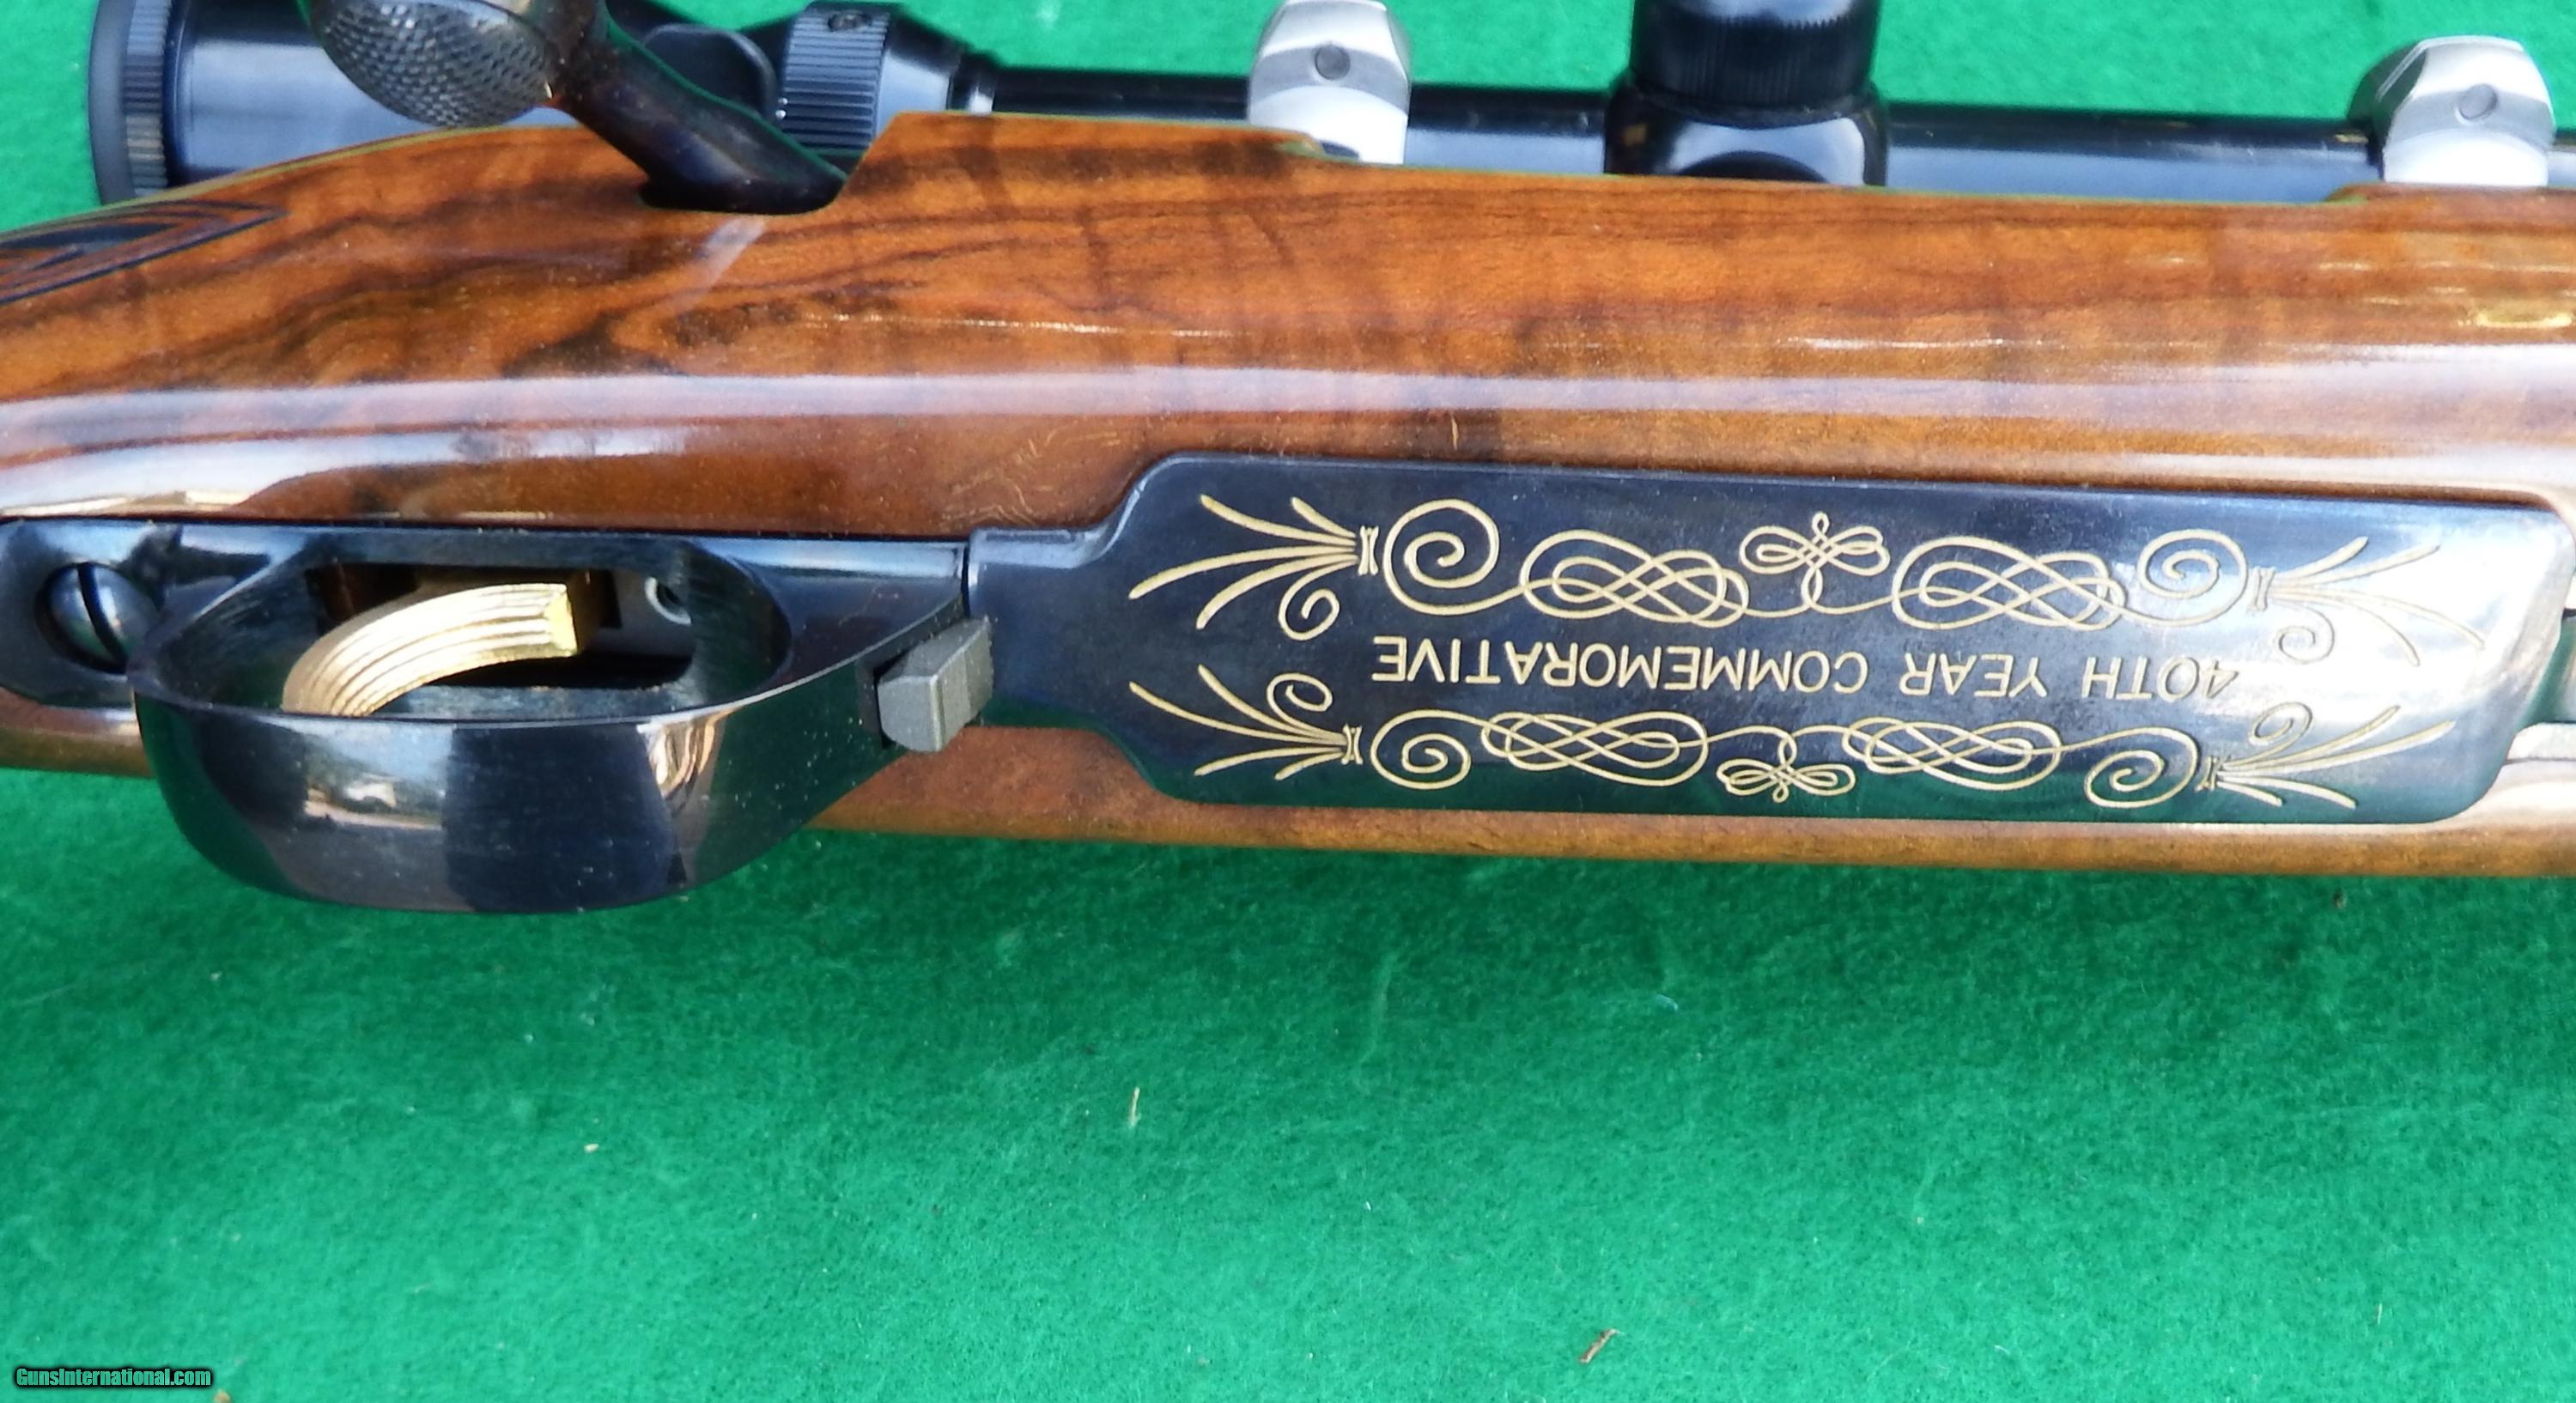 40TH YEAR COMMEMORATIVE
GunsInternational.com